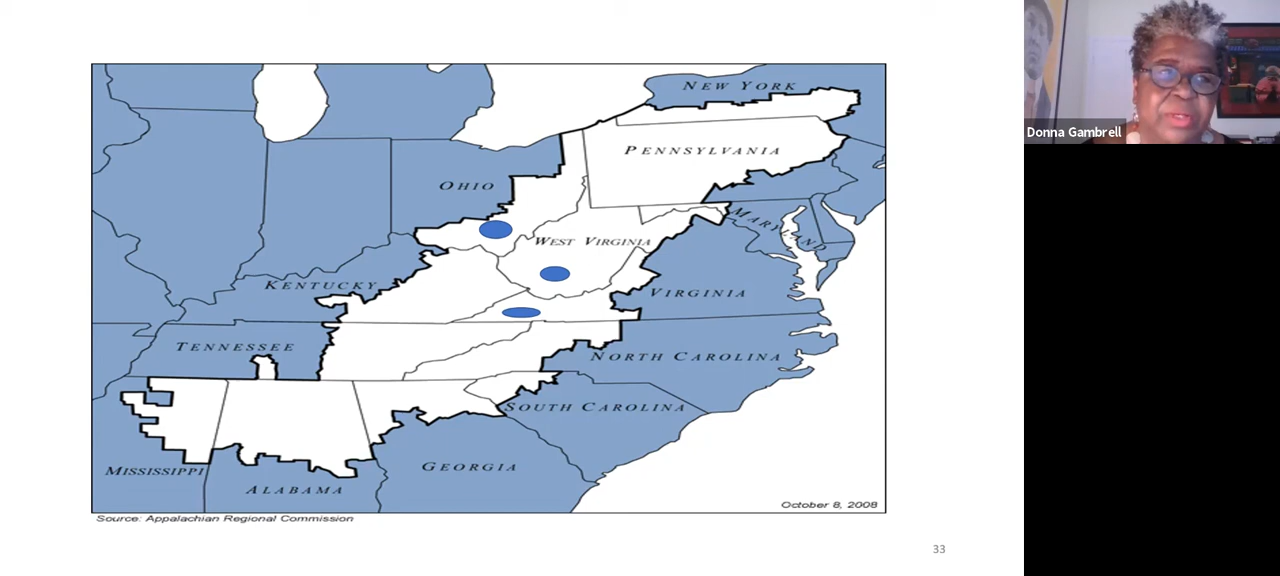 NEW YORK
PENNSYLVANIA
OHIO
MARYLAND
WEST VIRGINIA
KENTUCKY
VIRGINIA
TENNESSEE
NORTH CAROLINA
SOUTH CAROLINA
MISSISSIPPI
GEORGIA
ALABAMA
October 8, 2008
Source: Appalachian Regional Commission
33
Donna Gambrell